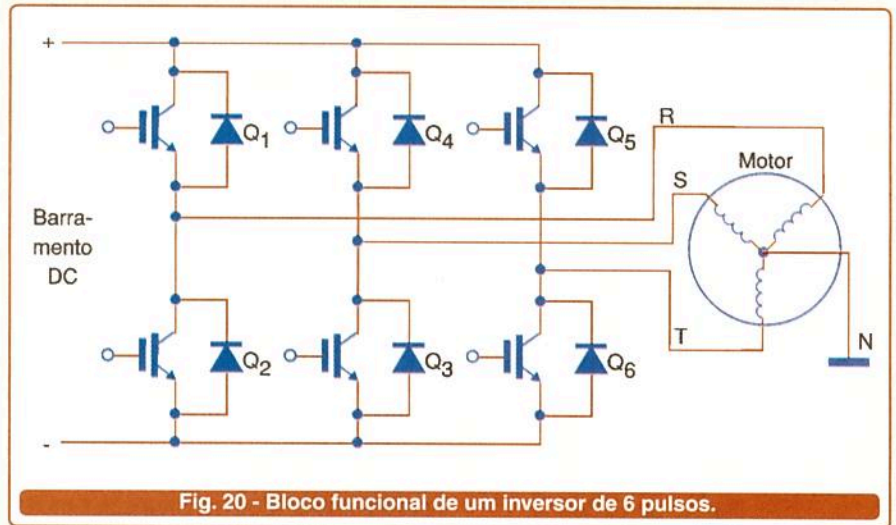 +
Q1
Q4
Q5
R
Motor
S
Barra-
mento
DC
Q2
Q3
Q6
T
N
-
Fig. 20 - Bloco funcional de um inversor de 6 pulsos.